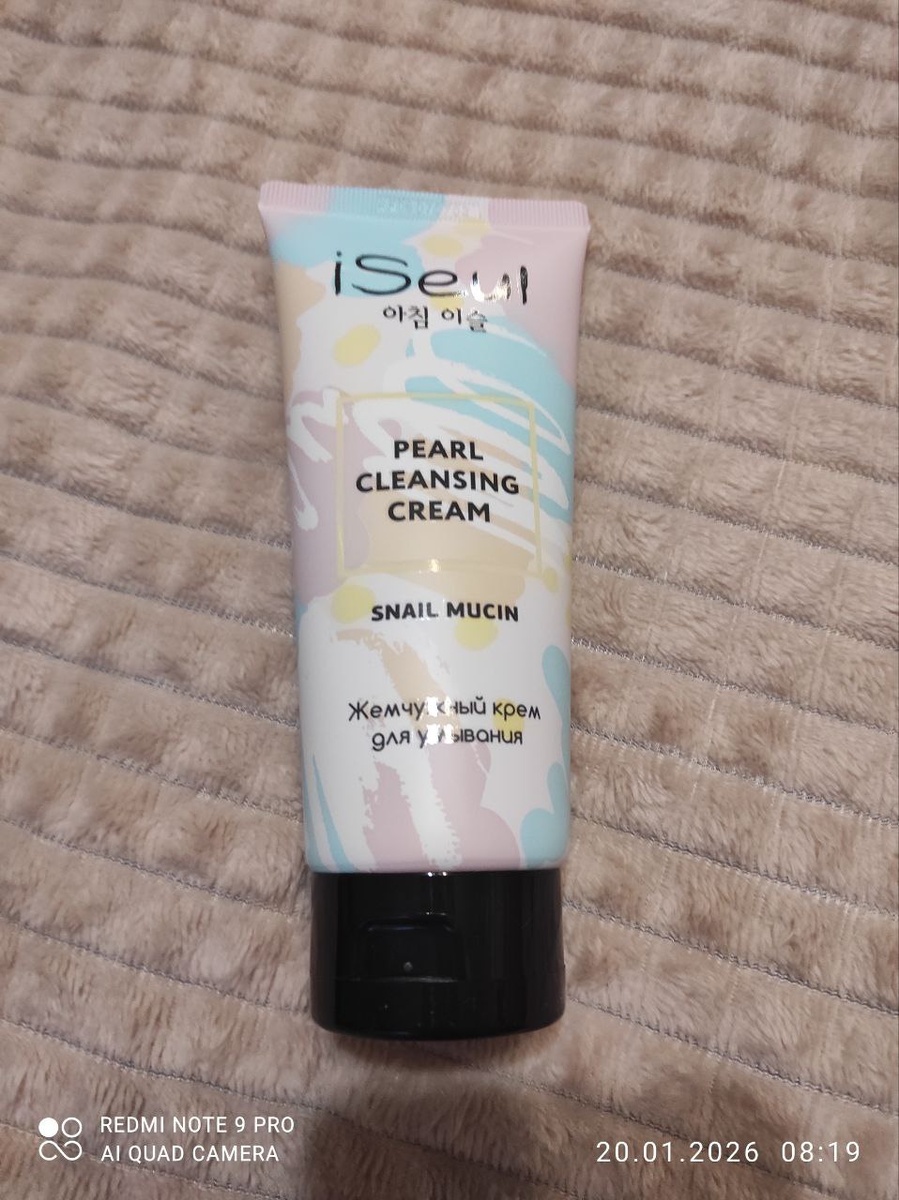 iSeul
아침 이슬
PEARL
CLEANSING
CREAM
SNAIL MUCIN
Жемчужный крем
для умывания
REDMI NOTE 9 PRO
AI QUAD CAMERA
20.01.2026 08:19